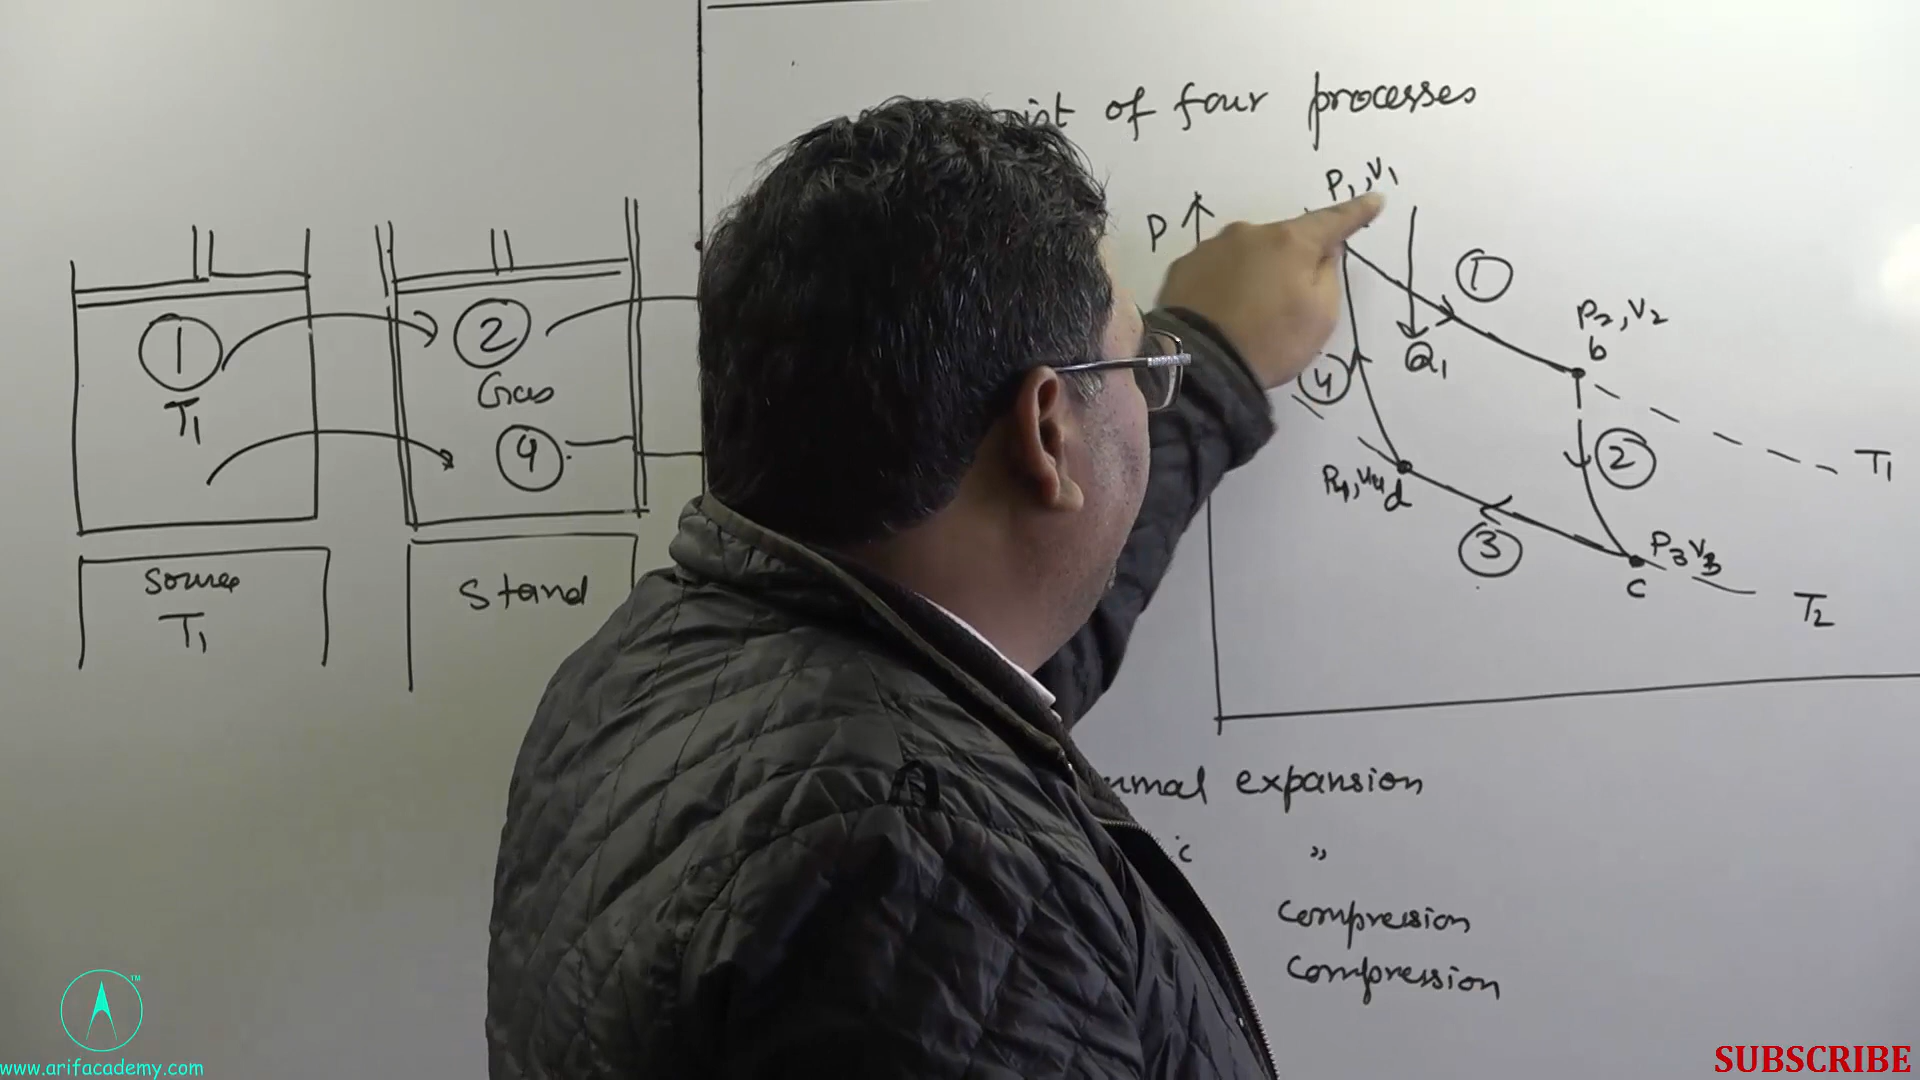 of four processes
P₁, V₁
P
①
P₂, V₂
b
①
T₁
②
Gas
④
Q₁
④
②
T₁
P₄, V₄ d
③
P₃ V₃
c
T₂
Source
T₁
Stand
expansion
"
compression
compression
™
www.arifacademy.com
SUBSCRIBE